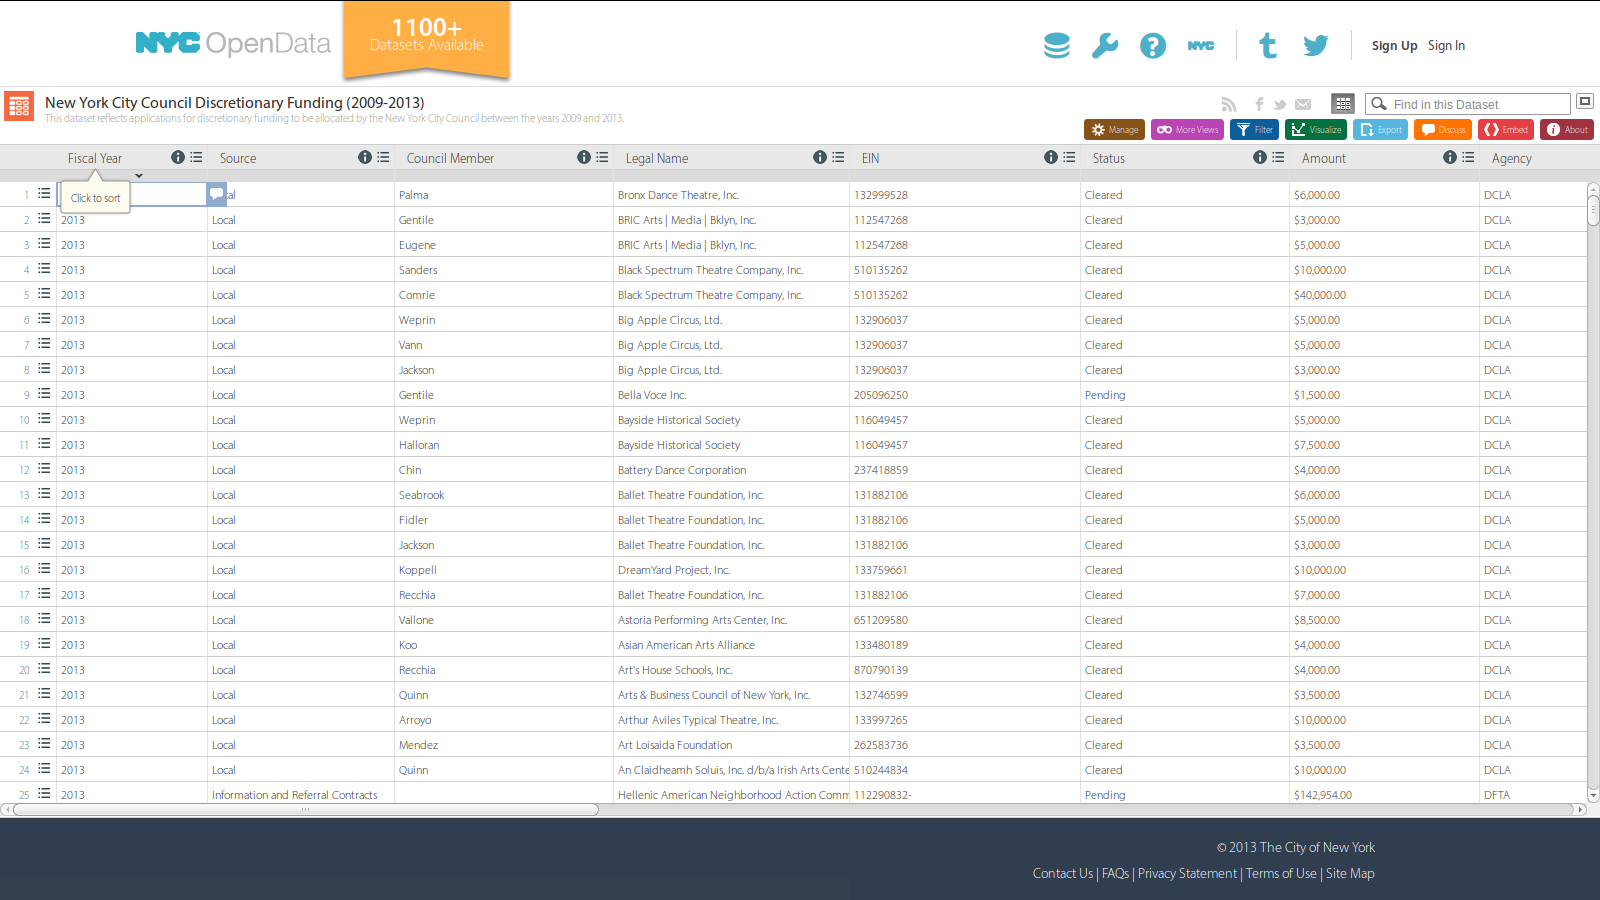 NYC OpenData
1100+
Datasets Available
NYC
Sign Up Sign In
New York City Council Discretionary Funding (2009-2013)
This dataset reflects applications for discretionary funding to be allocated by the New York City Council between the years 2009 and 2013.
Find in this Dataset
Manage More Views Filter Visualize Export Discuss Embed About
Fiscal Year Source Council Member Legal Name EIN Status Amount Agency
Click to sort
1 cal Palma Bronx Dance Theatre, Inc. 132999528 Cleared $6,000.00 DCLA
2 2013 Local Gentile BRIC Arts | Media | Bklyn, Inc. 112547268 Cleared $3,000.00 DCLA
3 2013 Local Eugene BRIC Arts | Media | Bklyn, Inc. 112547268 Cleared $5,000.00 DCLA
4 2013 Local Sanders Black Spectrum Theatre Company, Inc. 510135262 Cleared $10,000.00 DCLA
5 2013 Local Comrie Black Spectrum Theatre Company, Inc. 510135262 Cleared $40,000.00 DCLA
6 2013 Local Weprin Big Apple Circus, Ltd. 132906037 Cleared $5,000.00 DCLA
7 2013 Local Vann Big Apple Circus, Ltd. 132906037 Cleared $5,000.00 DCLA
8 2013 Local Jackson Big Apple Circus, Ltd. 132906037 Cleared $3,000.00 DCLA
9 2013 Local Gentile Bella Voce Inc. 205096250 Pending $1,500.00 DCLA
10 2013 Local Weprin Bayside Historical Society 116049457 Cleared $5,000.00 DCLA
11 2013 Local Halloran Bayside Historical Society 116049457 Cleared $7,500.00 DCLA
12 2013 Local Chin Battery Dance Corporation 237418859 Cleared $4,000.00 DCLA
13 2013 Local Seabrook Ballet Theatre Foundation, Inc. 131882106 Cleared $6,000.00 DCLA
14 2013 Local Fidler Ballet Theatre Foundation, Inc. 131882106 Cleared $5,000.00 DCLA
15 2013 Local Jackson Ballet Theatre Foundation, Inc. 131882106 Cleared $3,000.00 DCLA
16 2013 Local Koppell DreamYard Project, Inc. 133759661 Cleared $10,000.00 DCLA
17 2013 Local Recchia Ballet Theatre Foundation, Inc. 131882106 Cleared $7,000.00 DCLA
18 2013 Local Vallone Astoria Performing Arts Center, Inc. 651209580 Cleared $8,500.00 DCLA
19 2013 Local Koo Asian American Arts Alliance 133480189 Cleared $4,000.00 DCLA
20 2013 Local Recchia Art's House Schools, Inc. 870790139 Cleared $4,000.00 DCLA
21 2013 Local Quinn Arts & Business Council of New York, Inc. 132746599 Cleared $3,500.00 DCLA
22 2013 Local Arroyo Arthur Aviles Typical Theatre, Inc. 133997265 Cleared $10,000.00 DCLA
23 2013 Local Mendez Art Loisaida Foundation 262583736 Cleared $3,500.00 DCLA
24 2013 Local Quinn An Claidheamh Soluis, Inc. d/b/a Irish Arts Cente 510244834 Cleared $10,000.00 DCLA
25 2013 Information and Referral Contracts Hellenic American Neighborhood Action Comm 112290832- Pending $142,954.00 DFTA
© 2013 The City of New York
Contact Us | FAQs | Privacy Statement | Terms of Use | Site Map